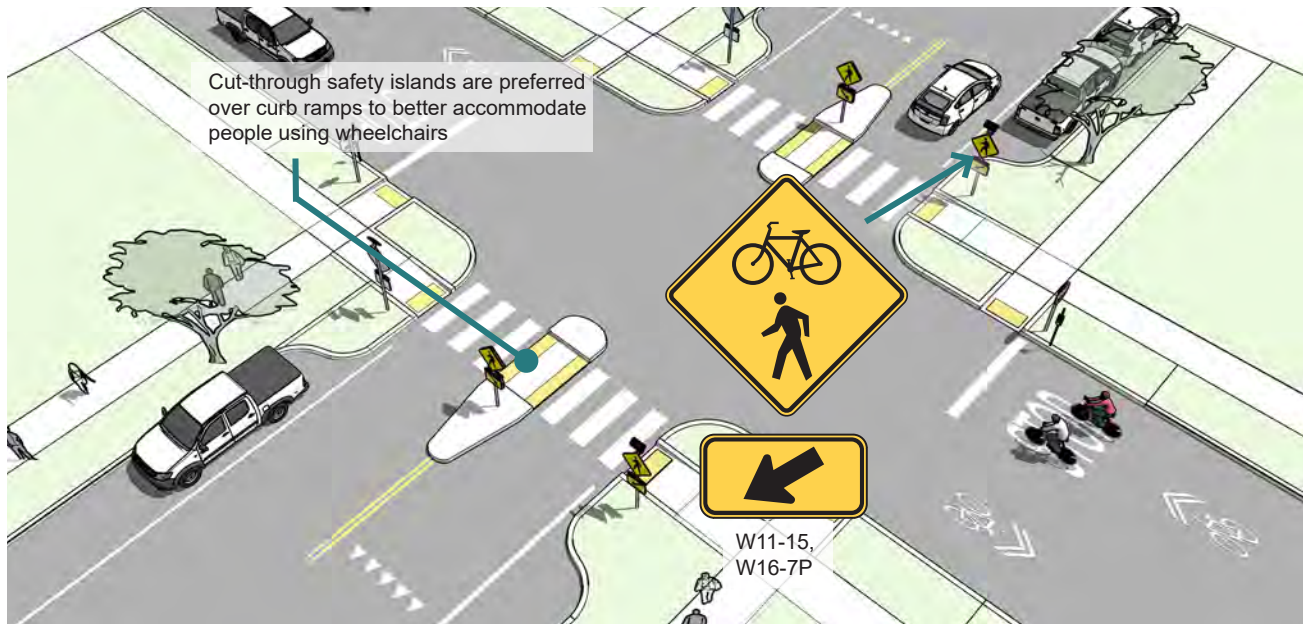 Cut-through safety islands are preferred
over curb ramps to better accommodate
people using wheelchairs
W11-15,
W16-7P